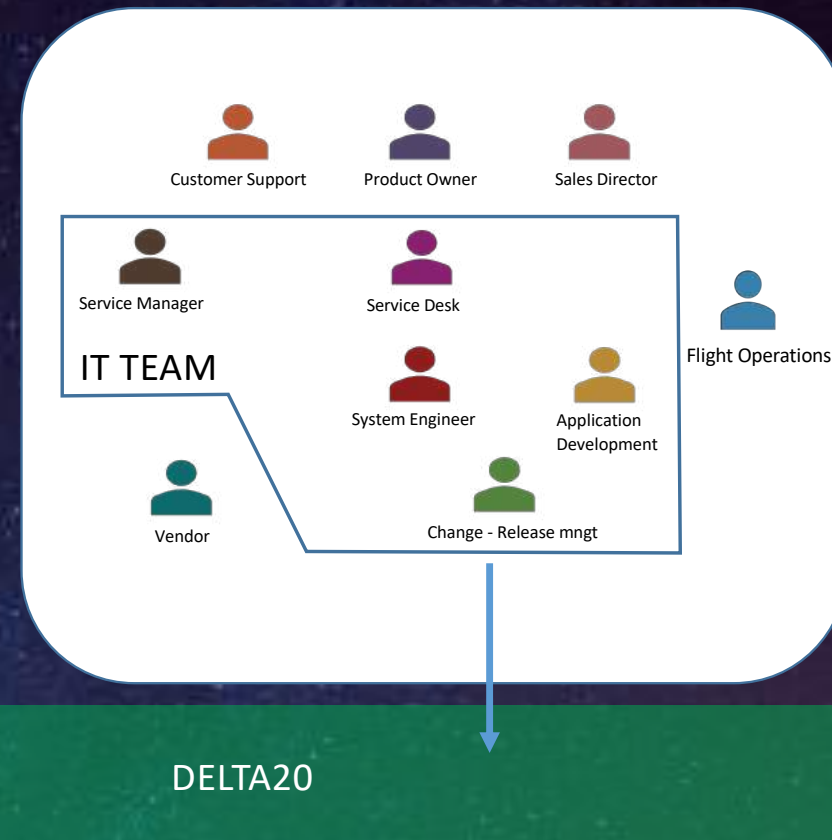 Customer Support
Product Owner
Sales Director
Service Manager
Service Desk
Flight Operations
IT TEAM
System Engineer
Application
Development
Vendor
Change - Release mngt
DELTA20